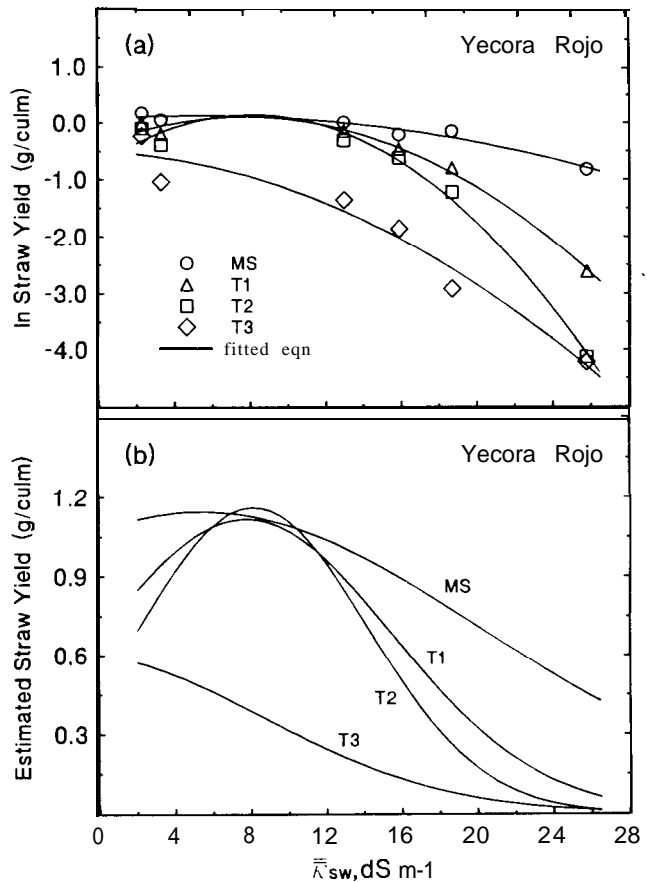 (a) Yecora Rojo
1.0
0.0
-1.0
-2.0
-3.0
-4.0
ln Straw Yield (g/culm)
MS
T1
T2
T3
fitted eqn
(b) Yecora Rojo
1.2
0.9
0.6
0.3
Estimated Straw Yield (g/culm)
MS
T1
T2
T3
0 4 8 12 16 20 24 28
κ̿sw, dS m-1